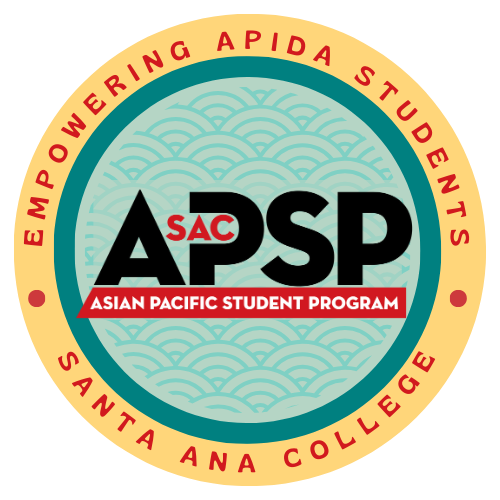 EMPOWERING APIDA STUDENTS
SAC
APSP
ASIAN PACIFIC STUDENT PROGRAM
SANTA ANA COLLEGE